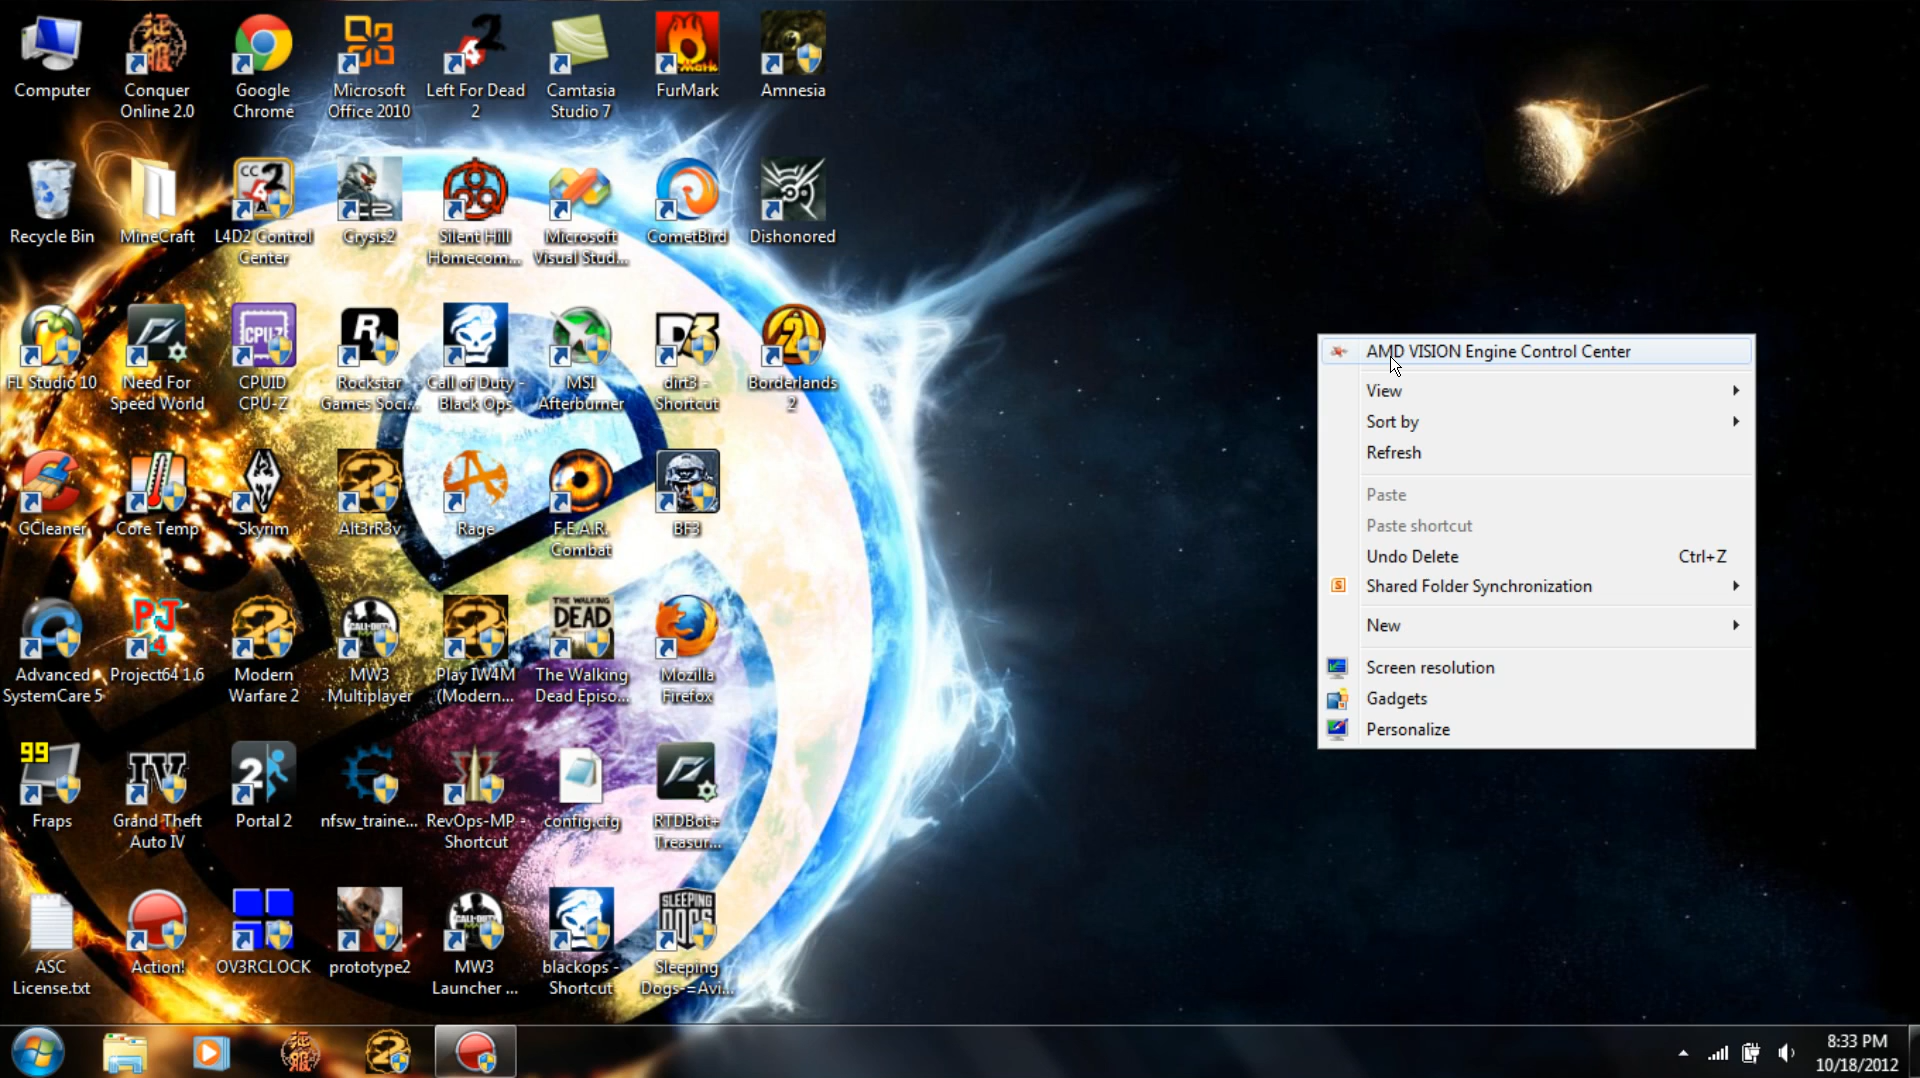 Computer
Conquer
Online 2.0
Google
Chrome
Microsoft
Office 2010
Left For Dead
2
Camtasia
Studio 7
FurMark
Amnesia
Recycle Bin
MineCraft
L4D2 Control
Center
Crysis2
Silent Hill
Homecom...
Microsoft
Visual Stud...
CometBird
Dishonored
FL Studio 10
Need For
Speed World
CPUID
CPU-Z
Rockstar
Games Soci...
Call of Duty -
Black Ops
MSI
Afterburner
dirt3 -
Shortcut
Borderlands
2
CCleaner
Core Temp
Skyrim
Alt3rR3v
Rage
F.E.A.R.
Combat
BF3
Advanced
SystemCare 5
Project64 1.6
Modern
Warfare 2
MW3
Multiplayer
Play IW4M
(Modern...
The Walking
Dead Episo...
Mozilla
Firefox
Fraps
Grand Theft
Auto IV
Portal 2
nfsw_traine...
RevOps-MP -
Shortcut
config.cfg
RTDBot+
Treasur...
ASC
License.txt
Action!
OV3RCLOCK
prototype2
MW3
Launcher ...
blackops -
Shortcut
Sleeping
Dogs-=Avi...
AMD VISION Engine Control Center
View
Sort by
Refresh
Paste
Paste shortcut
Undo Delete Ctrl+Z
Shared Folder Synchronization
New
Screen resolution
Gadgets
Personalize
8:33 PM
10/18/2012